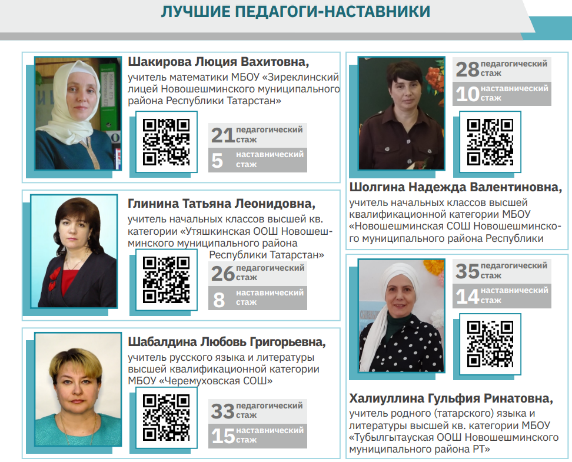 ЛУЧШИЕ ПЕДАГОГИ-НАСТАВНИКИ
Шакирова Люция Вахитовна,
учитель математики МБОУ «Зиреклинский
лицей Новошешминского муниципального
района Республики Татарстан»
21 педагогический
стаж
5 наставнический
стаж
Глинина Татьяна Леонидовна,
учитель начальных классов высшей кв.
категории «Утяшкинская ООШ Новошеш-
минского муниципального района
Республики Татарстан»
26 педагогический
стаж
8 наставнический
стаж
Шабалдина Любовь Григорьевна,
учитель русского языка и литературы
высшей квалификационной категории
МБОУ «Черемуховская СОШ»
33 педагогический
стаж
15 наставнический
стаж
28 педагогический
стаж
10 наставнический
стаж
Шолгина Надежда Валентиновна,
учитель начальных классов высшей
квалификационной категории МБОУ
«Новошешминская СОШ Новошешминско-
го муниципального района Республики
35 педагогический
стаж
14 наставнический
стаж
Халиуллина Гульфия Ринатовна,
учитель родного (татарского) языка и
литературы высшей кв. категории МБОУ
«Тубылгытауская ООШ Новошешминского
муниципального района РТ»